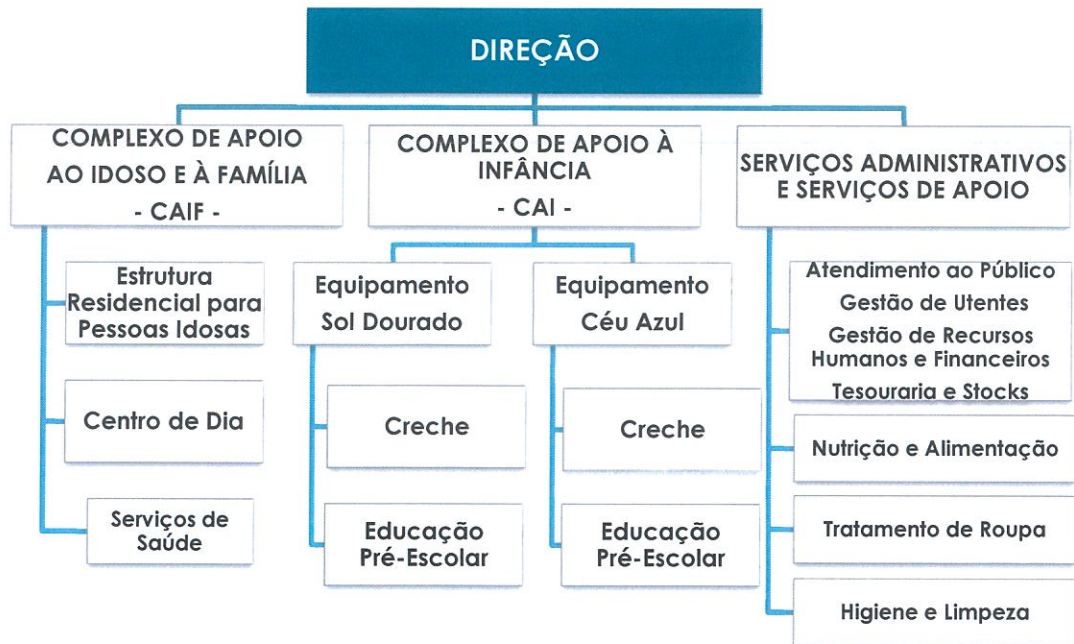 DIREÇÃO
COMPLEXO DE APOIO
AO IDOSO E À FAMÍLIA
- CAIF -
Estrutura
Residencial para
Pessoas Idosas
Centro de Dia
Serviços de
Saúde
COMPLEXO DE APOIO À
INFÂNCIA
- CAI -
Equipamento
Sol Dourado
Creche
Educação
Pré-Escolar
Equipamento
Céu Azul
Creche
Educação
Pré-Escolar
SERVIÇOS ADMINISTRATIVOS
E SERVIÇOS DE APOIO
Atendimento ao Público
Gestão de Utentes
Gestão de Recursos
Humanos e Financeiros
Tesouraria e Stocks
Nutrição e Alimentação
Tratamento de Roupa
Higiene e Limpeza